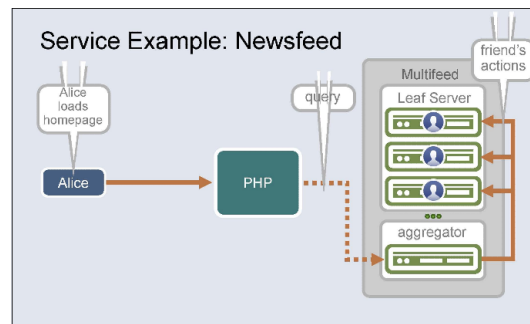 Service Example: Newsfeed
Alice
loads
homepage
query
friend's
actions
Multifeed
Leaf Server
Alice
PHP
aggregator